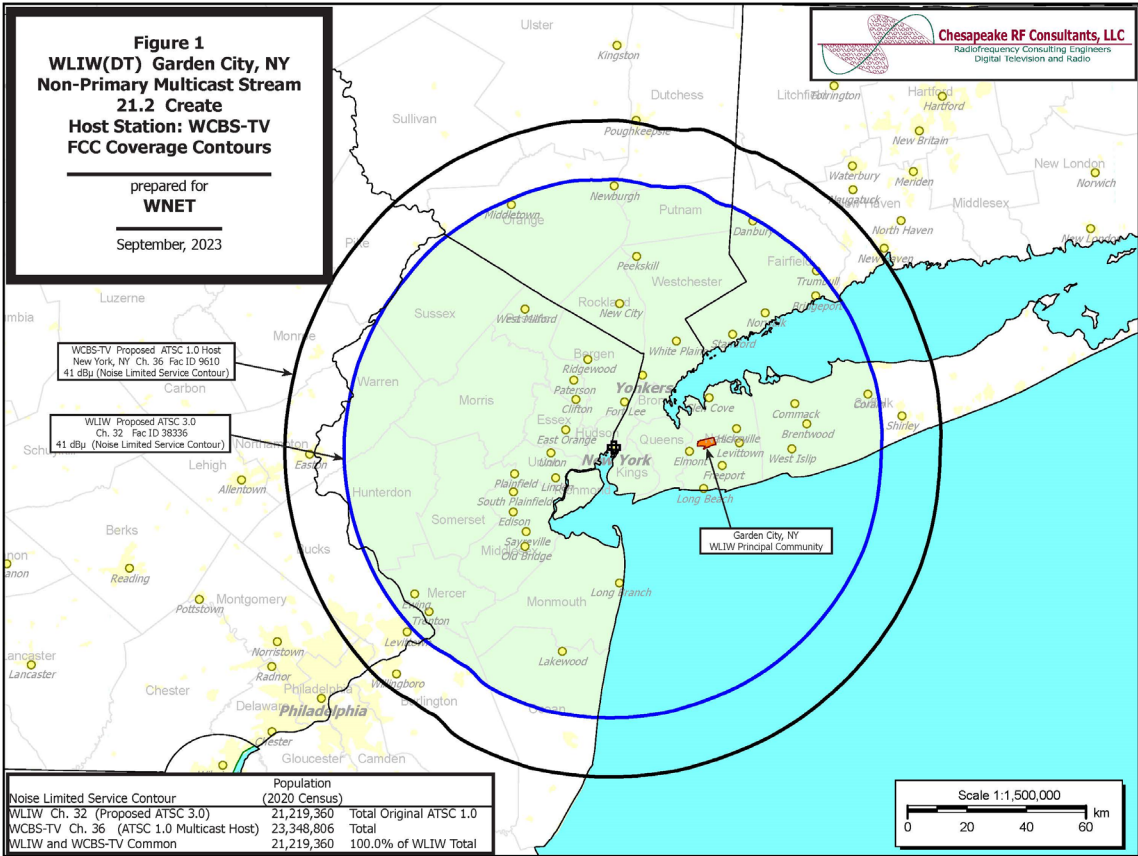 Figure 1
WLIW(DT) Garden City, NY
Non-Primary Multicast Stream
21.2 Create
Host Station: WCBS-TV
FCC Coverage Contours
prepared for
WNET
September, 2023
Chesapeake RF Consultants, LLC
Radiofrequency Consulting Engineers
Digital Television and Radio
Ulster
Kingston
Dutchess
Litchfield
Torrington
Hartford
Hartford
Sullivan
Poughkeepsie
New Britain
New London
Waterbury
Meriden
Norwich
Naugatuck
New Haven
Middlesex
Newburgh
Putnam
Middletown
Orange
Danbury
North Haven
New London
Pike
New Haven
Peekskill
Fairfield
Trumbull
Westchester
Luzerne
Rockland
New City
Bridgeport
Sussex
West Milford
Norwalk
Monroe
Stamford
White Plains
WCBS-TV Proposed ATSC 1.0 Host
New York, NY Ch. 36 Fac ID 9610
41 dBµ (Noise Limited Service Contour)
Bergen
Ridgewood
Warren
Carbon
Paterson
Yonkers
Morris
Clifton
Fort Lee
Bronx
Glen Cove
Commack
Suffolk
Coram
WLIW Proposed ATSC 3.0
Ch. 32 Fac ID 38336
41 dBµ (Noise Limited Service Contour)
Essex
Shirley
Brentwood
East Orange
Hudson
Queens
Hicksville
Levittown
Northampton
Easton
Lehigh
Union
Union
New York
Kings
Elmont
West Islip
Freeport
Allentown
Hunterdon
Plainfield
Linden
Richmond
South Plainfield
Long Beach
Somerset
Edison
Berks
Bucks
Sayreville
Middlesex
Old Bridge
Garden City, NY
WLIW Principal Community
Reading
Long Branch
Pottstown
Montgomery
Mercer
Ewing
Trenton
Monmouth
Levittown
Norristown
Lancaster
Lancaster
Radnor
Lakewood
Chester
Philadelphia
Willingboro
Burlington
Delaware
Philadelphia
Ocean
Chester
Gloucester
Camden
Population
Noise Limited Service Contour (2020 Census)
WLIW Ch. 32 (Proposed ATSC 3.0) 21,219,360 Total Original ATSC 1.0
WCBS-TV Ch. 36 (ATSC 1.0 Multicast Host) 23,348,806 Total
WLIW and WCBS-TV Common 21,219,360 100.0% of WLIW Total
Scale 1:1,500,000
km
0 20 40 60